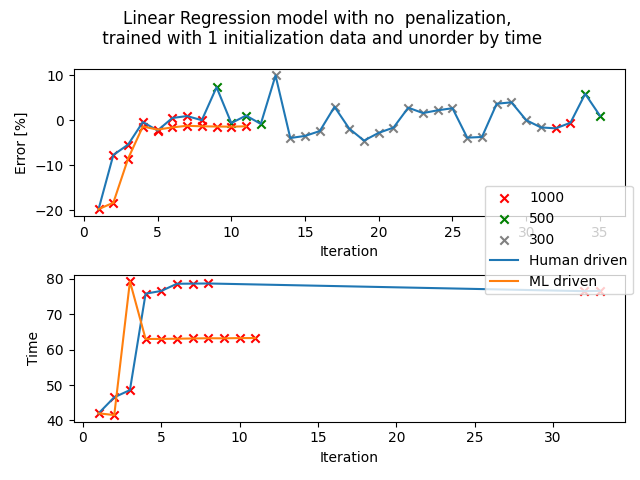 Linear Regression model with no  penalization,
trained with 1 initialization data and unorder by time
10
0
−10
−20
Error [%]
0 5 10 15 20 25 30 35
Iteration
1000
500
300
Human driven
ML driven
80
70
60
50
40
Time
0 5 10 15 20 25 30
Iteration